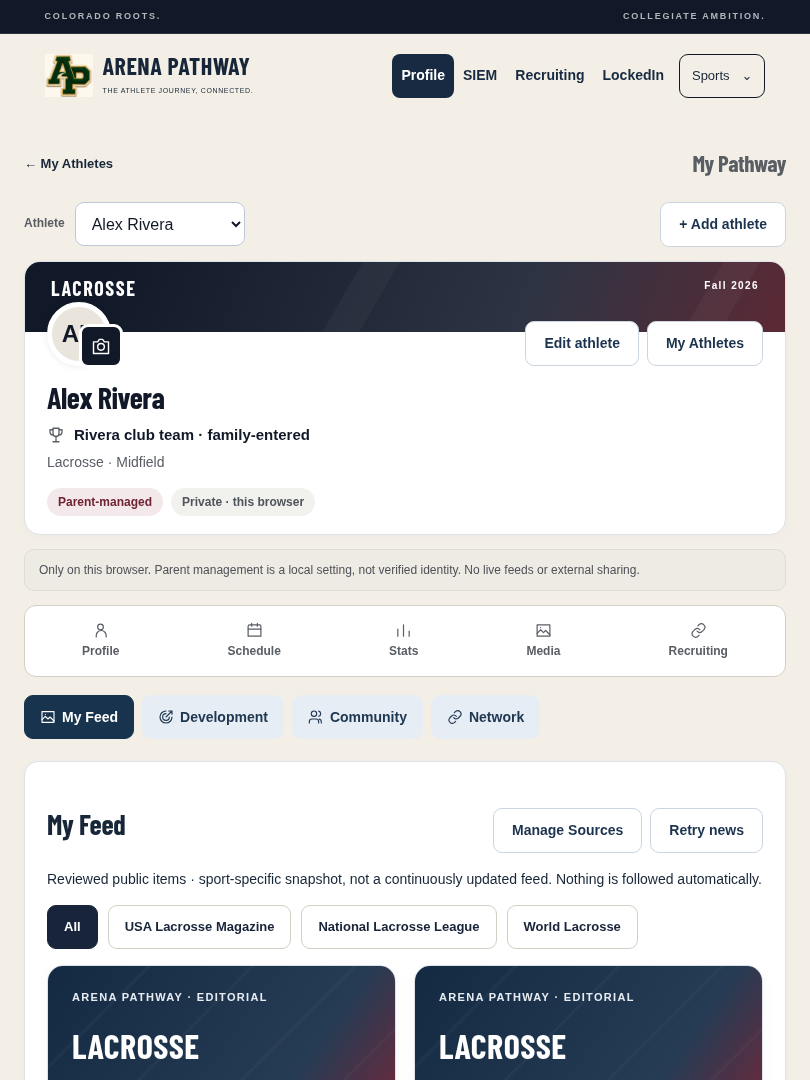 COLORADO ROOTS. COLLEGIATE AMBITION.
AP ARENA PATHWAY
THE ATHLETE JOURNEY, CONNECTED.
Profile SIEM Recruiting LockedIn Sports
← My Athletes
My Pathway
Athlete Alex Rivera + Add athlete
LACROSSE
Fall 2026
Edit athlete My Athletes
Alex Rivera
Rivera club team · family-entered
Lacrosse · Midfield
Parent-managed Private · this browser
Only on this browser. Parent management is a local setting, not verified identity. No live feeds or external sharing.
Profile Schedule Stats Media Recruiting
My Feed Development Community Network
My Feed
Manage Sources Retry news
Reviewed public items · sport-specific snapshot, not a continuously updated feed. Nothing is followed automatically.
All USA Lacrosse Magazine National Lacrosse League World Lacrosse
ARENA PATHWAY · EDITORIAL
LACROSSE
ARENA PATHWAY · EDITORIAL
LACROSSE